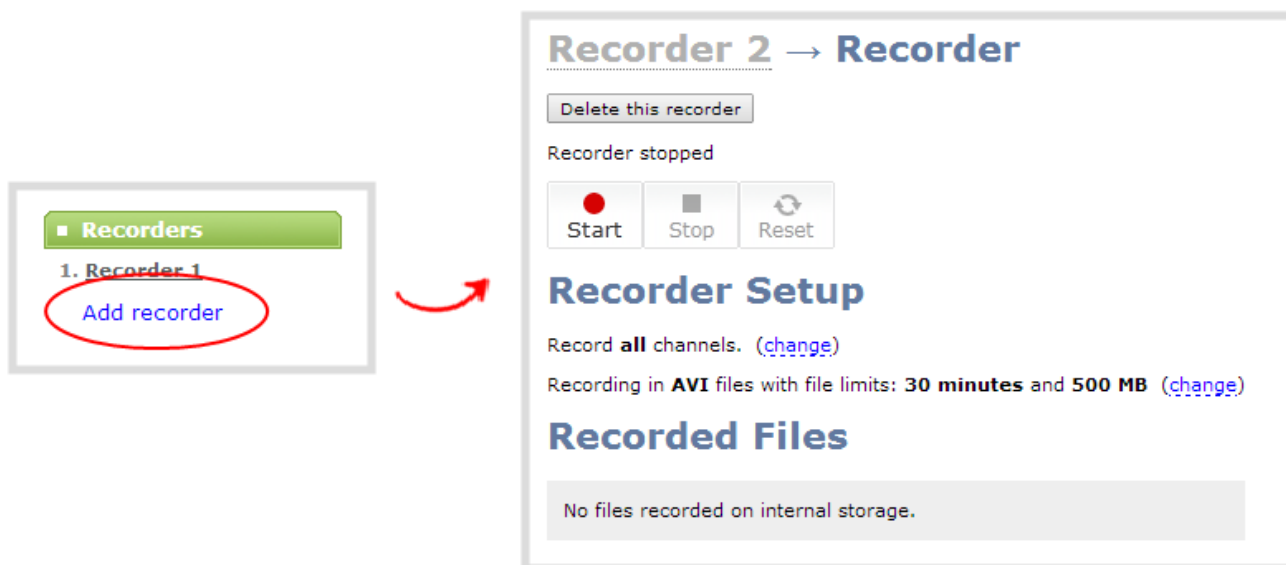 Recorders
1. Recorder 1
Add recorder
Recorder 2 → Recorder
Delete this recorder
Recorder stopped
Start Stop Reset
Recorder Setup
Record all channels. (change)
Recording in AVI files with file limits: 30 minutes and 500 MB (change)
Recorded Files
No files recorded on internal storage.